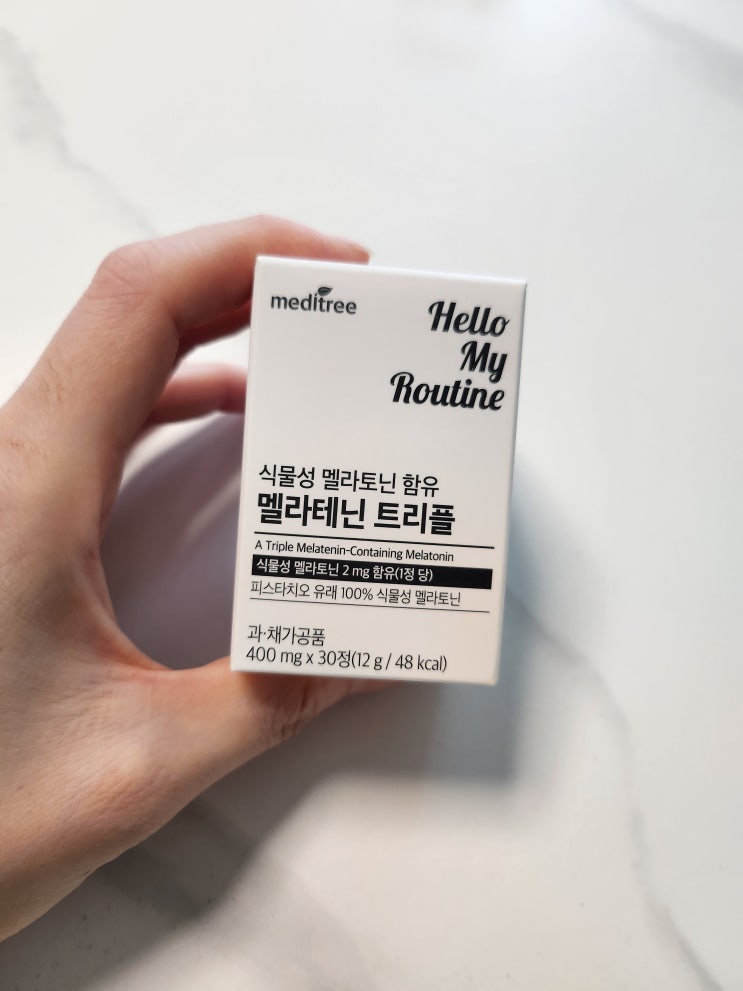 meditree
Hello
My
Routine
식물성 멜라토닌 함유
멜라테닌 트리플
A Triple Melatenin-Containing Melatonin
식물성 멜라토닌 2 mg 함유(1정 당)
피스타치오 유래 100% 식물성 멜라토닌
과·채가공품
400 mg x 30정(12 g / 48 kcal)